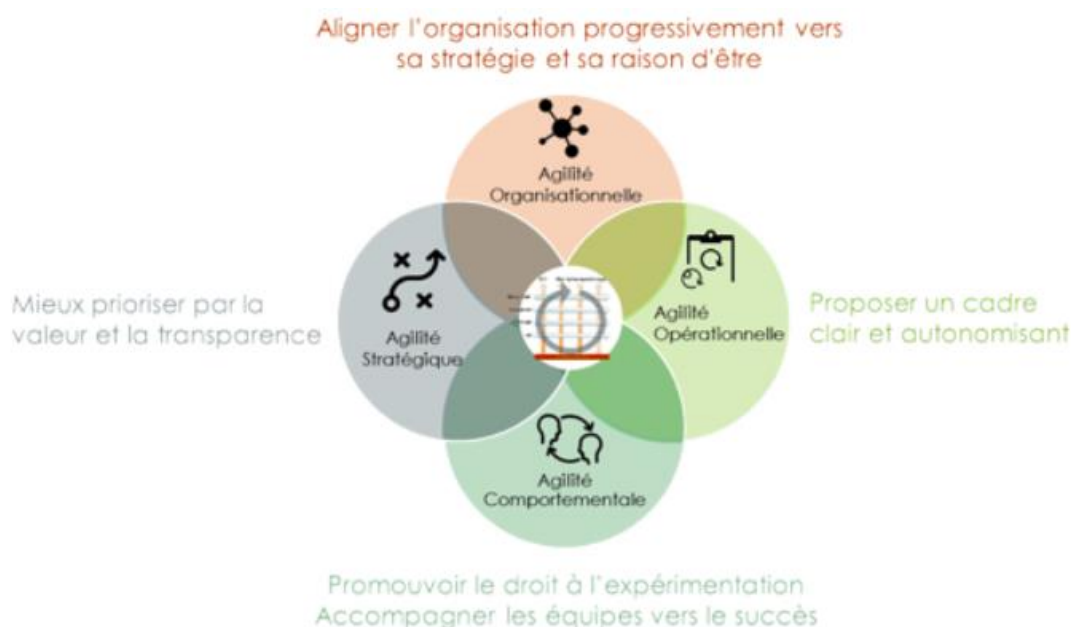 Aligner l'organisation progressivement vers
sa stratégie et sa raison d'être
Agilité
Organisationnelle
Mieux prioriser par la
valeur et la transparence
Agilité
Stratégique
Agilité
Opérationnelle
Proposer un cadre
clair et autonomisant
Agilité
Comportementale
Promouvoir le droit à l'expérimentation
Accompagner les équipes vers le succès